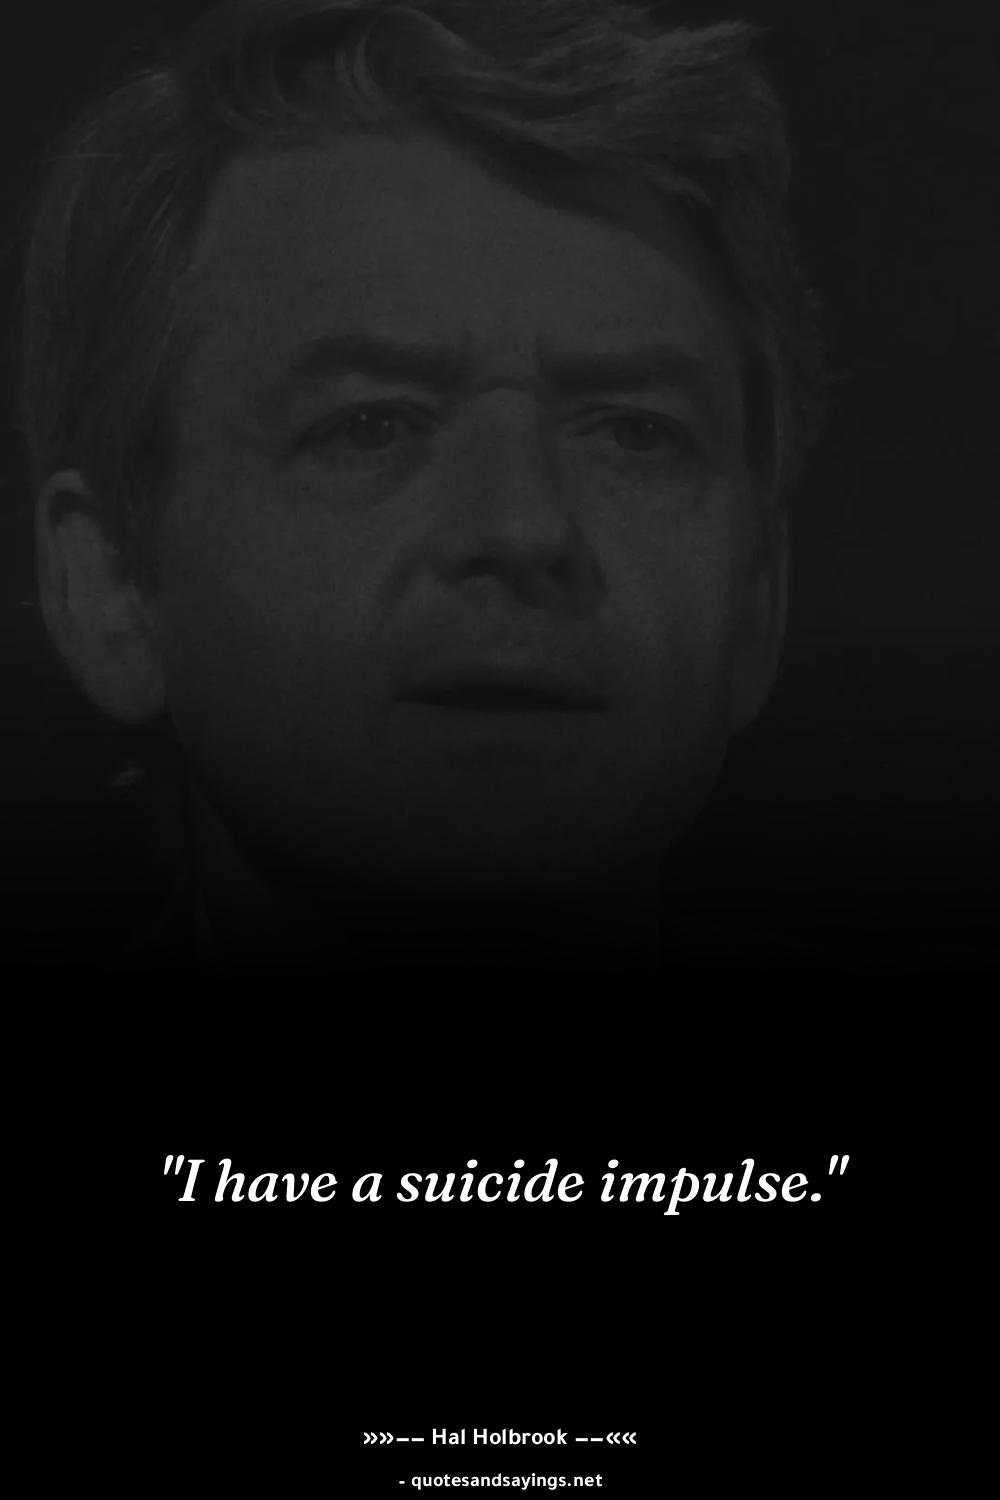 "I have a suicide impulse."
»»−− Hal Holbrook −−««
- quotesandsayings.net